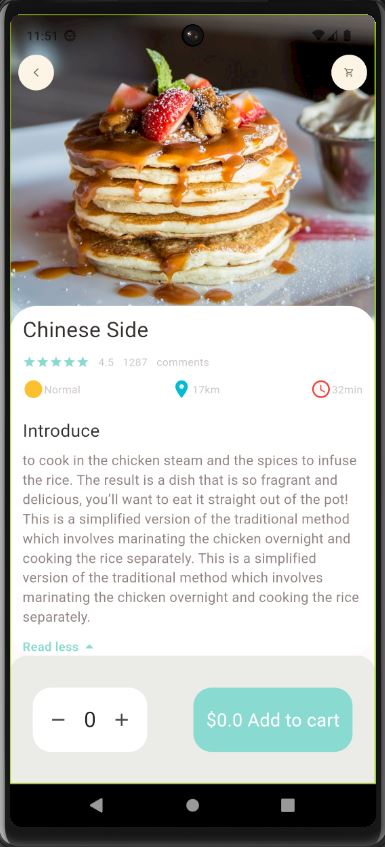 11:51
Chinese Side
4.5 1287 comments
Normal 17km 32min
Introduce
to cook in the chicken steam and the spices to infuse
the rice. The result is a dish that is so fragrant and
delicious, you'll want to eat it straight out of the pot!
This is a simplified version of the traditional method
which involves marinating the chicken overnight and
cooking the rice separately. This is a simplified
version of the traditional method which involves
marinating the chicken overnight and cooking the rice
separately.
Read less
− 0 + $0.0 Add to cart